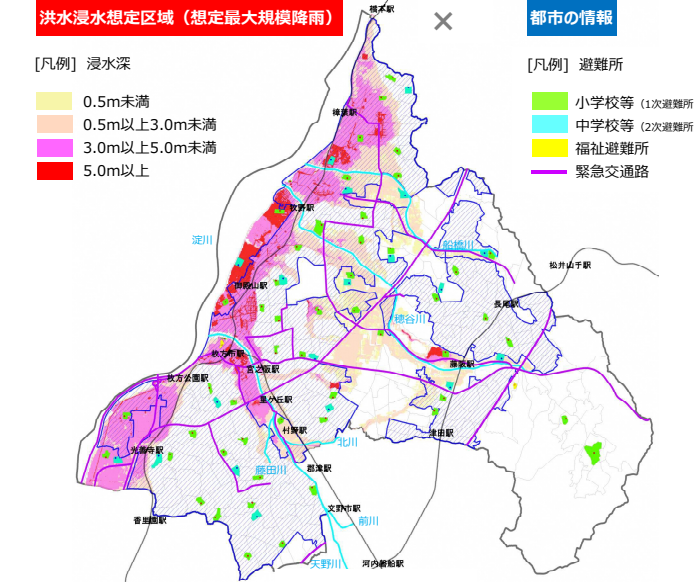 洪水浸水想定区域（想定最大規模降雨）
×
都市の情報
[凡例] 浸水深
0.5m未満
0.5m以上3.0m未満
3.0m以上5.0m未満
5.0m以上
[凡例] 避難所
小学校等（1次避難所
中学校等（2次避難所
福祉避難所
緊急交通路
橋本駅
樟葉駅
牧野駅
淀川
船橋川
松井山手駅
御殿山駅
長尾駅
穂谷川
枚方市駅
宮之阪駅
藤阪駅
枚方公園駅
星ケ丘駅
村野駅
津田駅
北川
光善寺駅
藤田川
郡津駅
香里園駅
交野市駅
前川
天野川
河内磐船駅